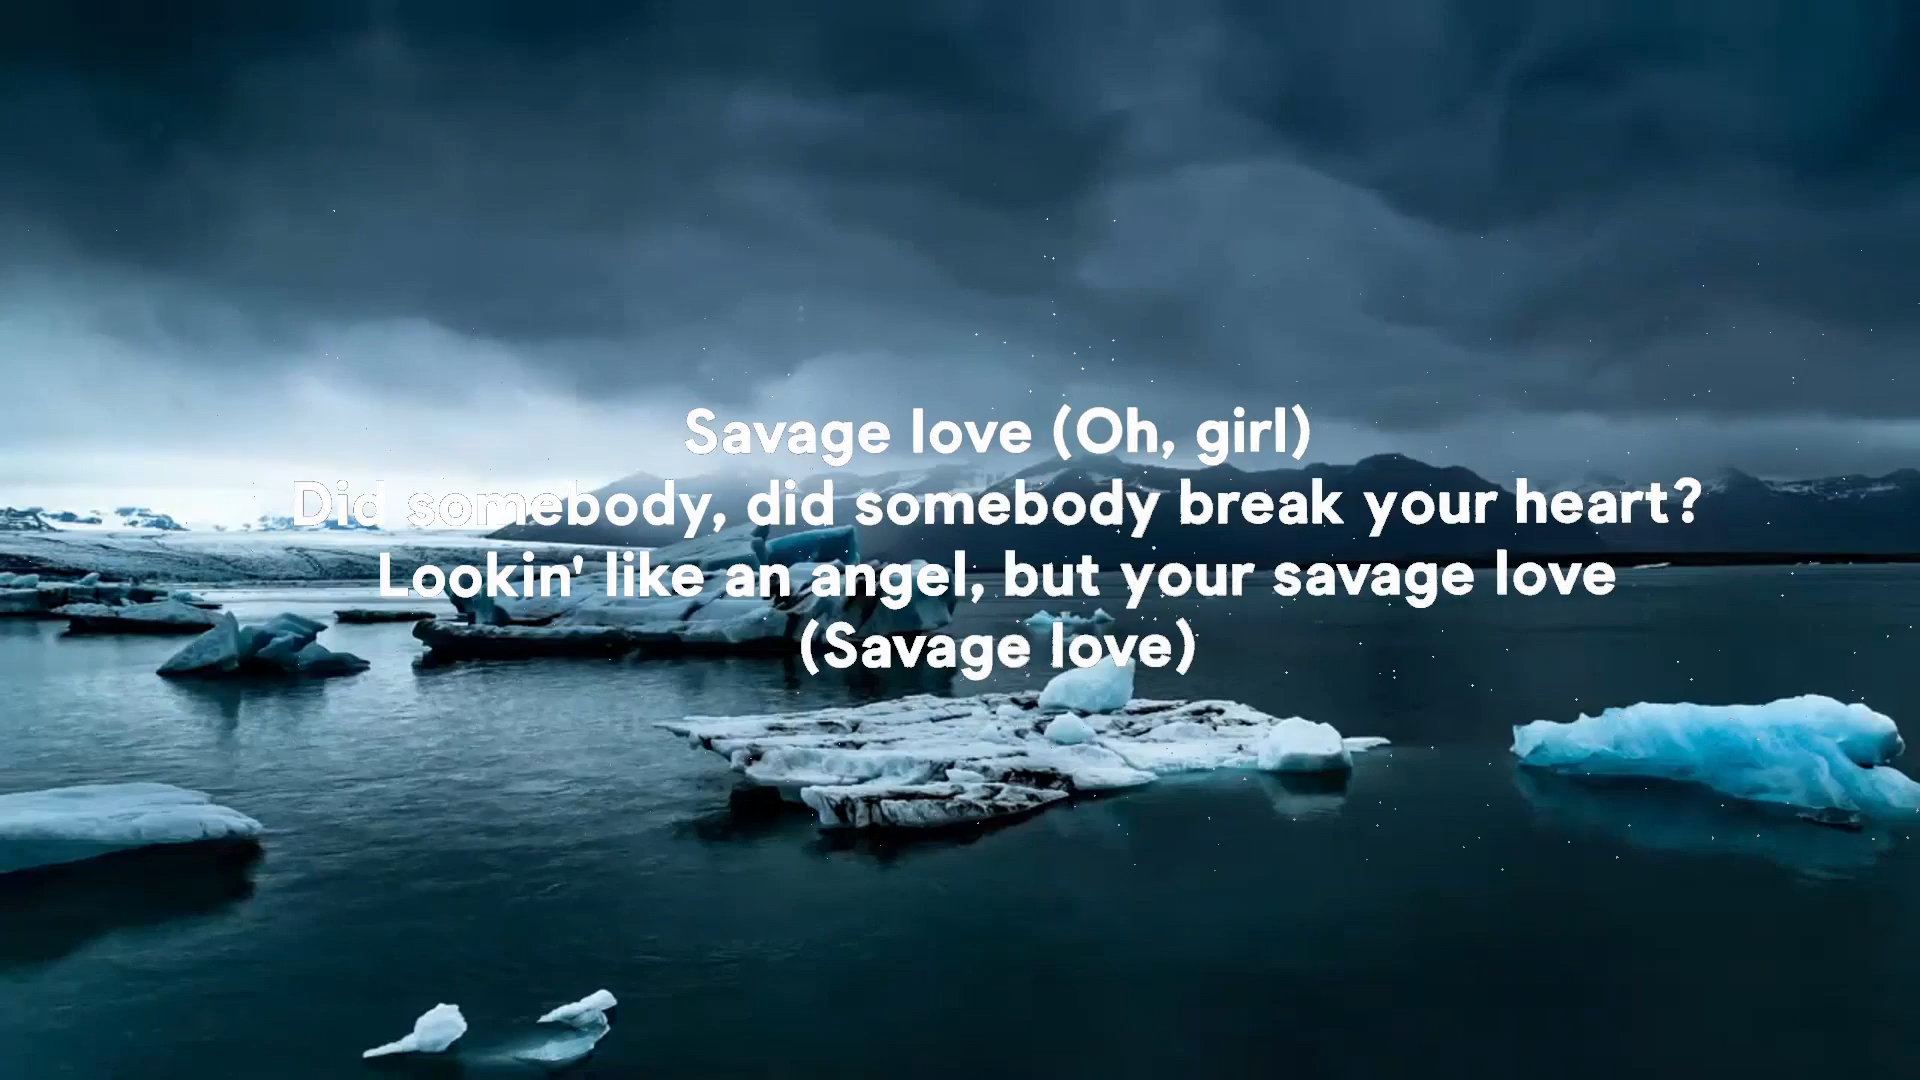 Savage love (Oh, girl)
Did somebody, did somebody break your heart?
Lookin' like an angel, but your savage love
(Savage love)